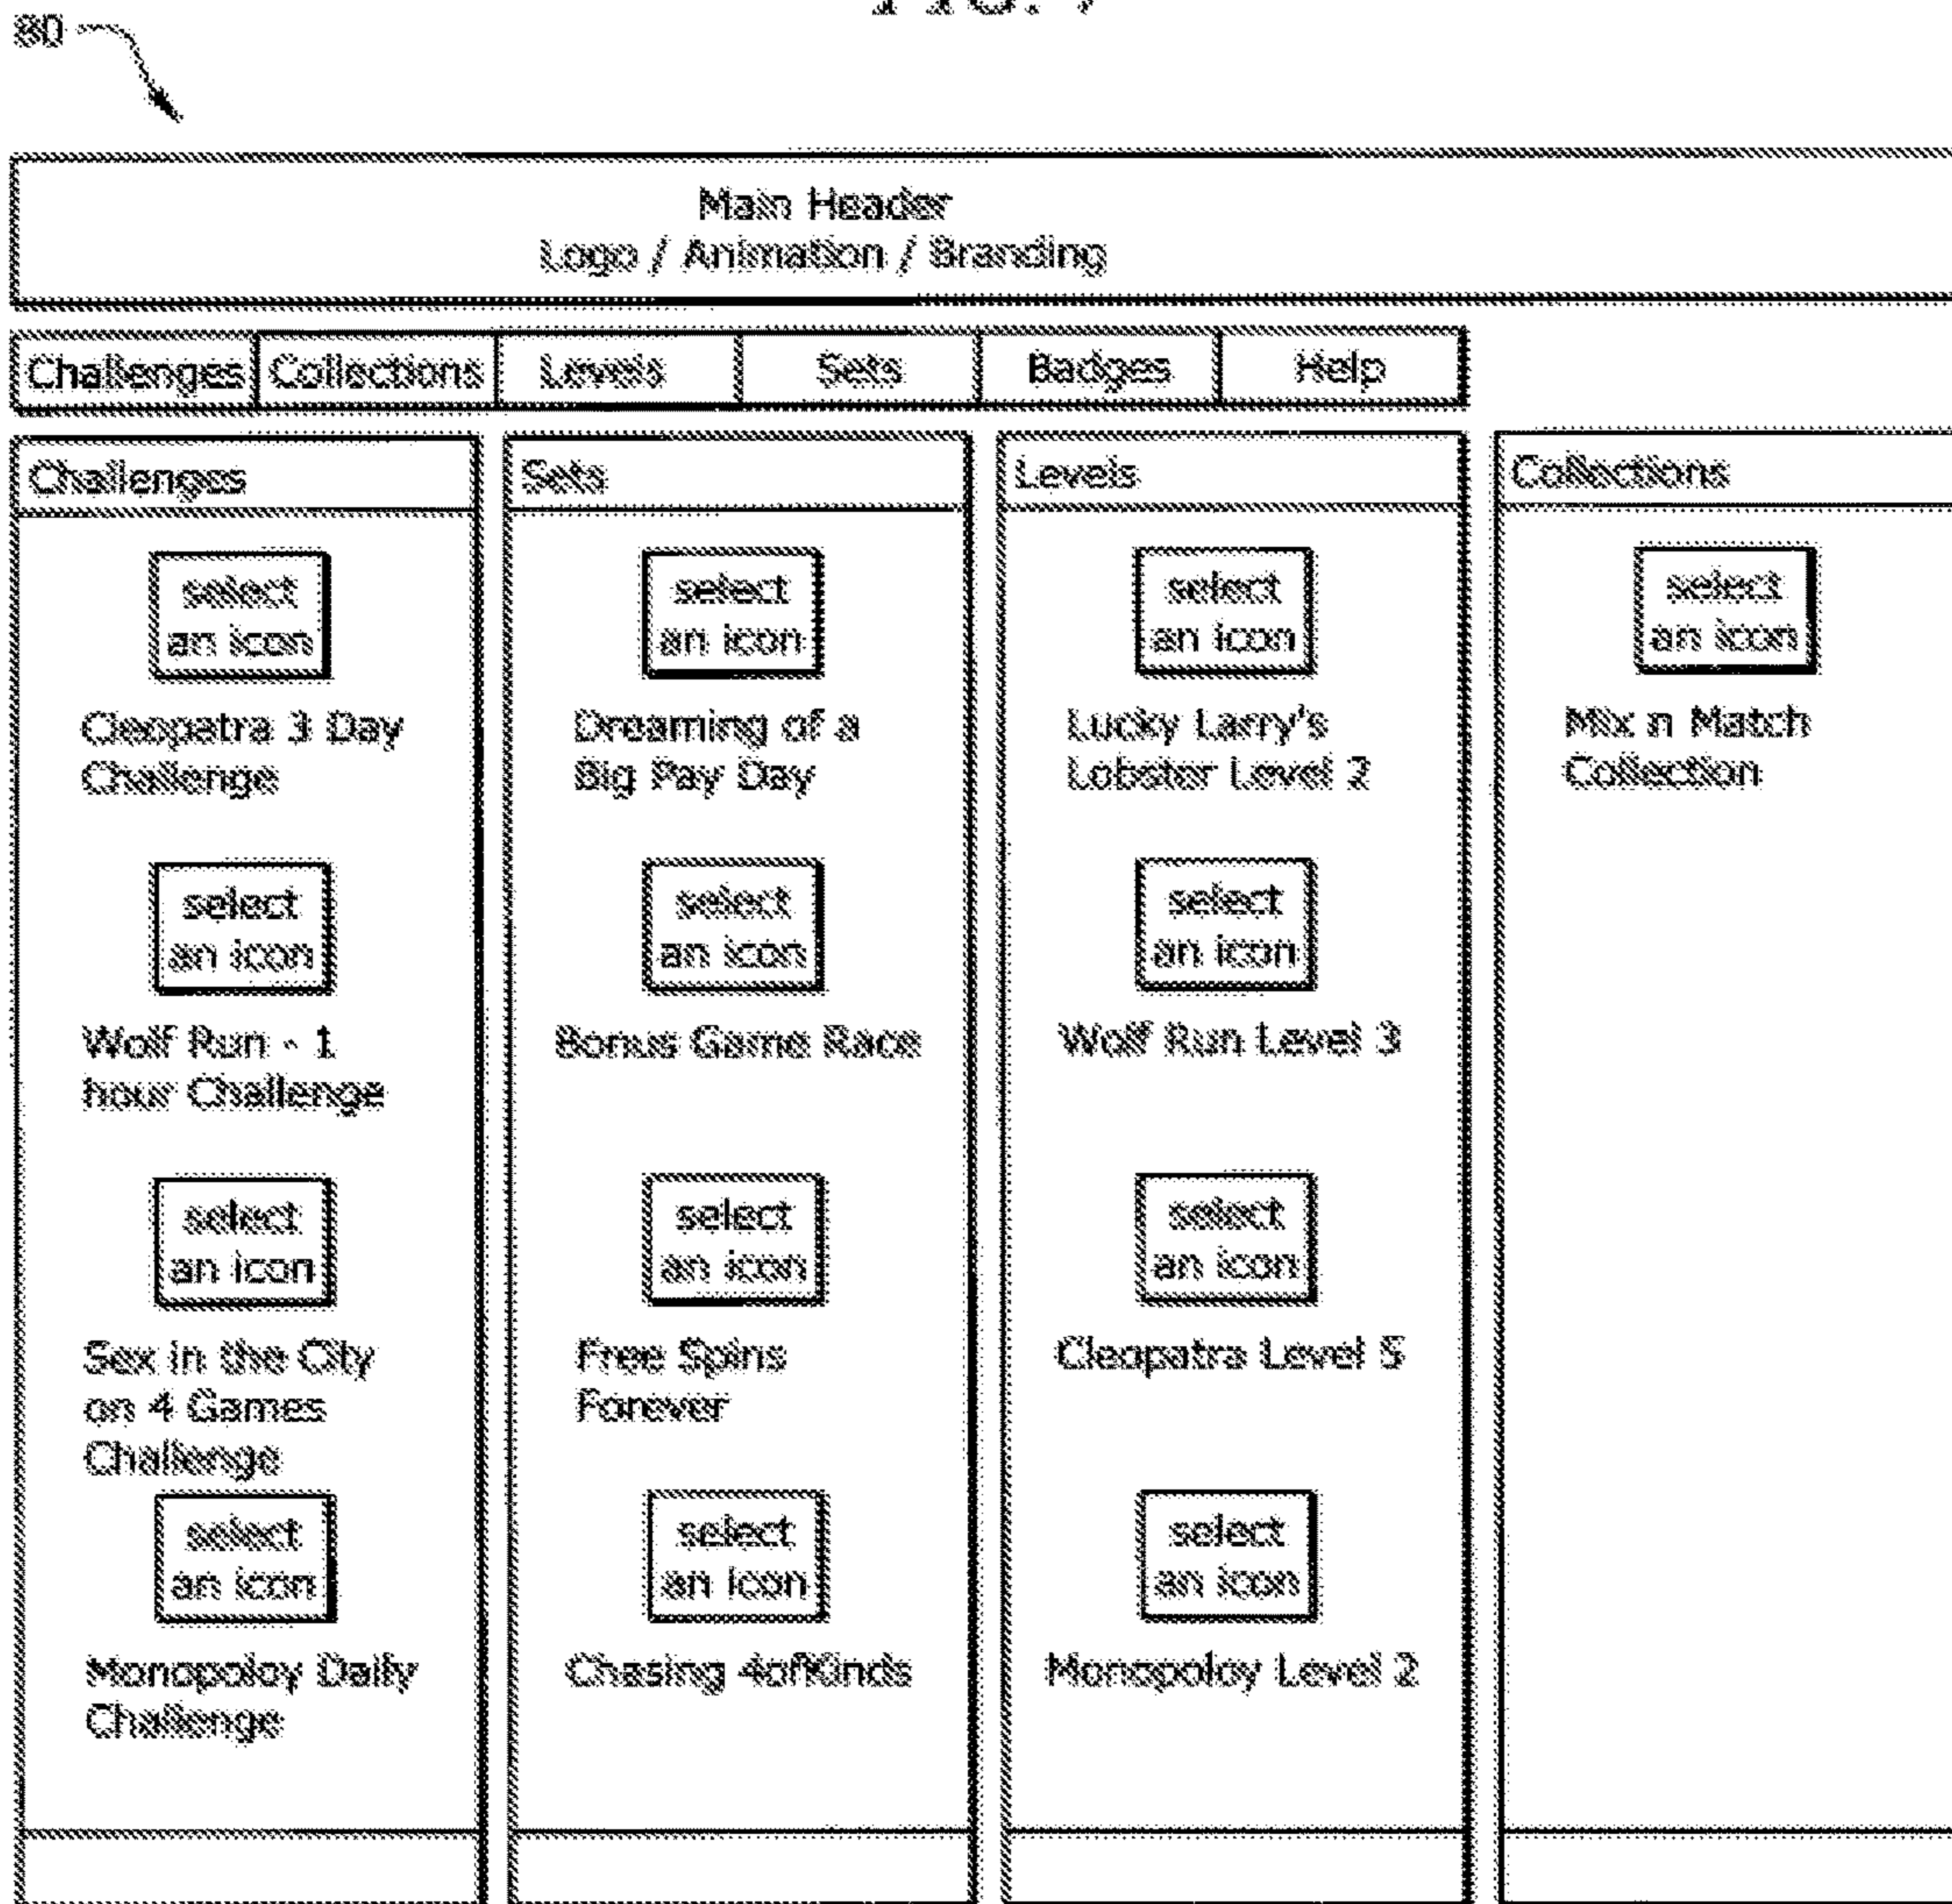 80
Main Header
Logo / Animation / Branding
Challenges Collections Levels Sets Badges Help
Challenges
select
an icon
Cleopatra 3 Day
Challenge
select
an icon
Wolf Run - 1
hour Challenge
select
an icon
Sex in the City
on 4 Games
Challenge
select
an icon
Monopoloy Daily
Challenge
Sets
select
an icon
Dreaming of a
Big Pay Day
select
an icon
Bonus Game Race
select
an icon
Free Spins
Forever
select
an icon
Chasing 4ofKinds
Levels
select
an icon
Lucky Larry's
Lobster Level 2
select
an icon
Wolf Run Level 3
select
an icon
Cleopatra Level 5
select
an icon
Monopoloy Level 2
Collections
select
an icon
Mix n Match
Collection